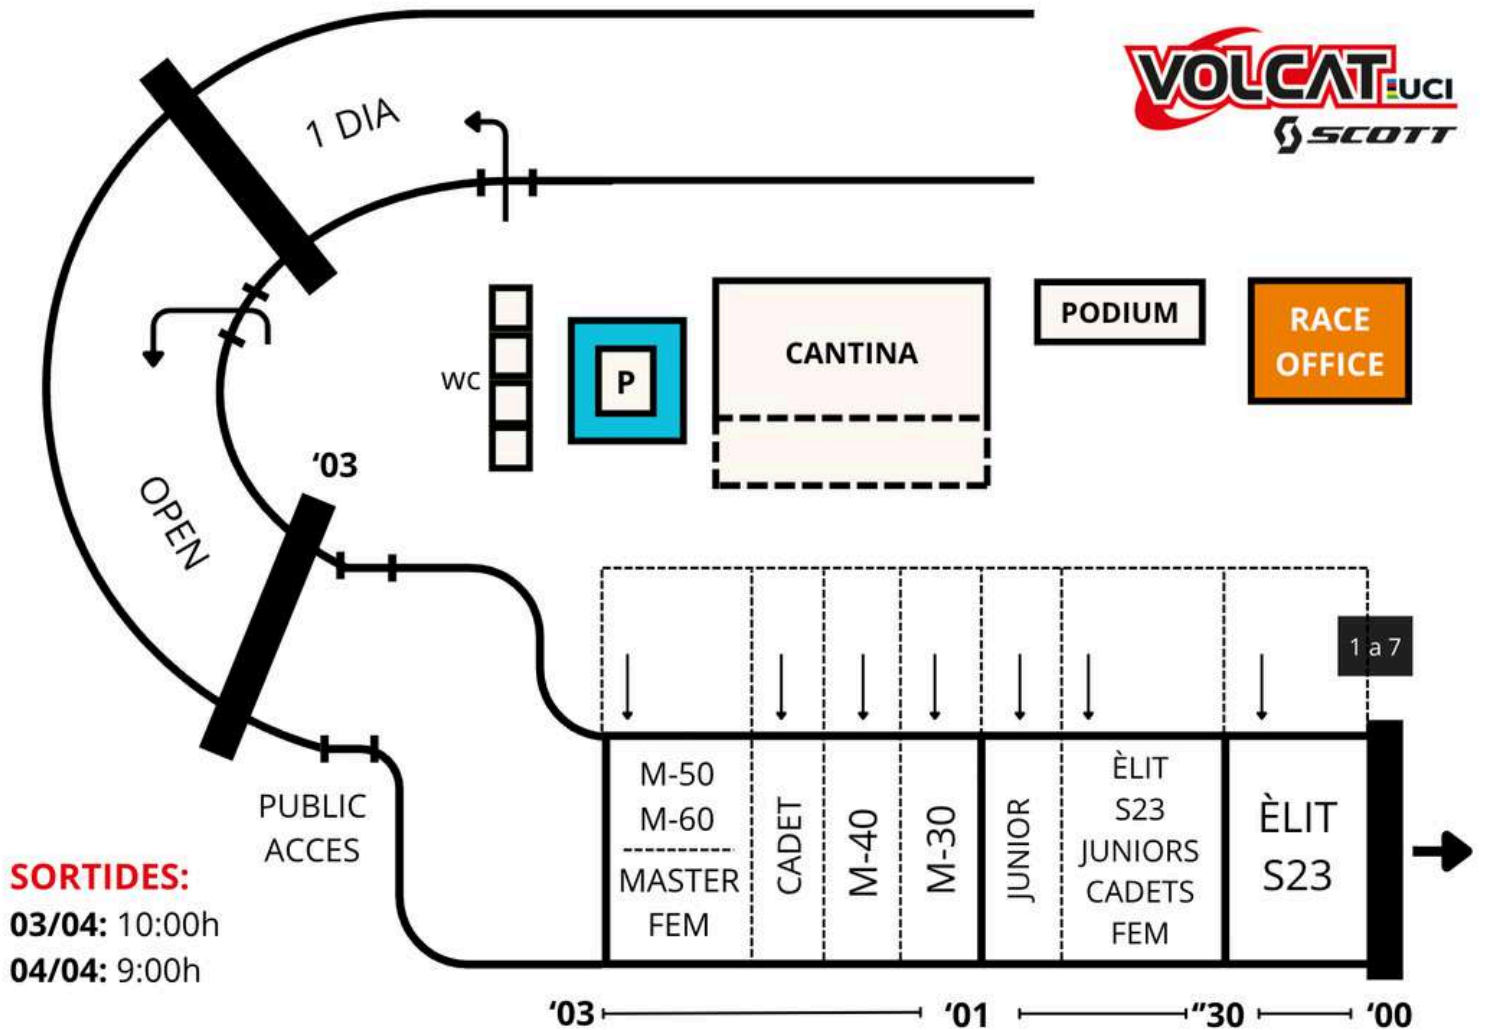 VOLCAT UCI
SCOTT
1 DIA
WC
P
CANTINA
PODIUM
RACE
OFFICE
‘03
OPEN
1 a 7
PUBLIC
ACCES
M-50
M-60
MASTER
FEM
CADET
M-40
M-30
JUNIOR
ÈLIT
S23
JUNIORS
CADETS
FEM
ÈLIT
S23
SORTIDES:
03/04: 10:00h
04/04: 9:00h
‘03 ‘01 “30 ‘00